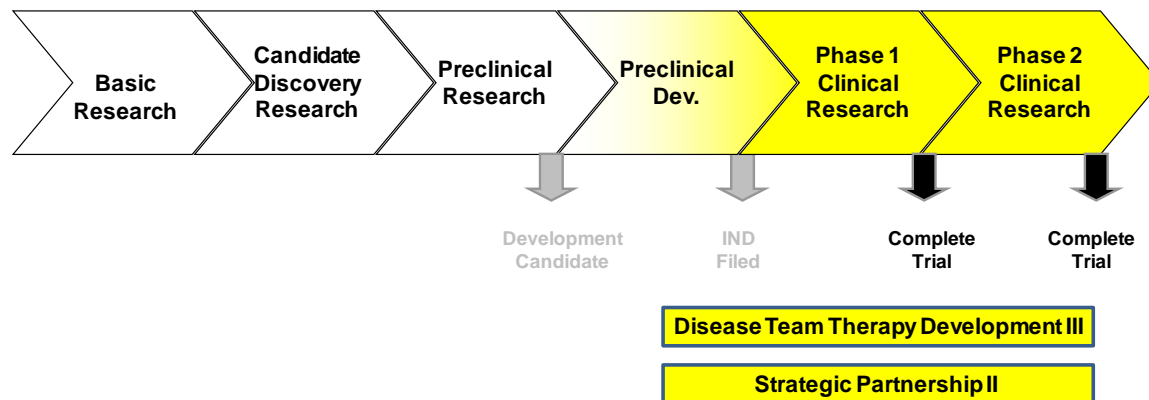 Basic
Research
Candidate
Discovery
Research
Preclinical
Research
Preclinical
Dev.
Phase 1
Clinical
Research
Phase 2
Clinical
Research
Development
Candidate
IND
Filed
Complete
Trial
Complete
Trial
Disease Team Therapy Development III
Strategic Partnership II